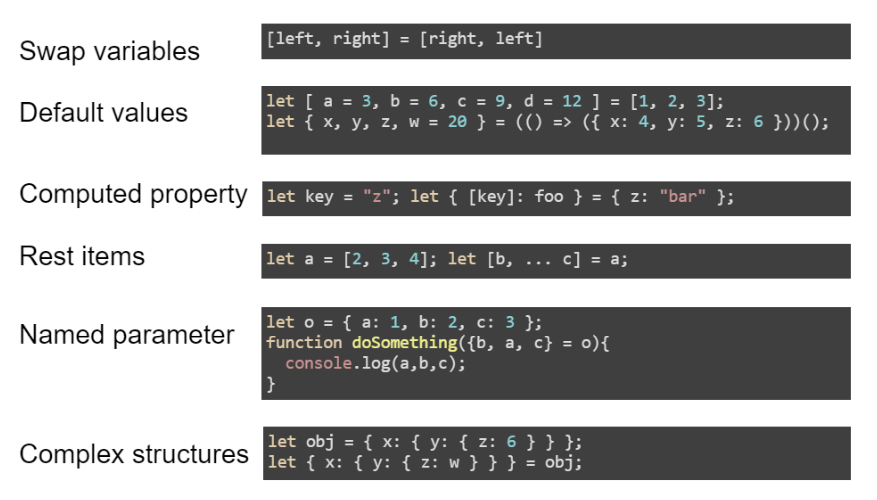 Swap variables
[left, right] = [right, left]
Default values
let [ a = 3, b = 6, c = 9, d = 12 ] = [1, 2, 3];
let { x, y, z, w = 20 } = (() => ({ x: 4, y: 5, z: 6 }))();
Computed property
let key = "z"; let { [key]: foo } = { z: "bar" };
Rest items
let a = [2, 3, 4]; let [b, ... c] = a;
Named parameter
let o = { a: 1, b: 2, c: 3 };
function doSomething({b, a, c} = o){
  console.log(a,b,c);
}
Complex structures
let obj = { x: { y: { z: 6 } } };
let { x: { y: { z: w } } } = obj;